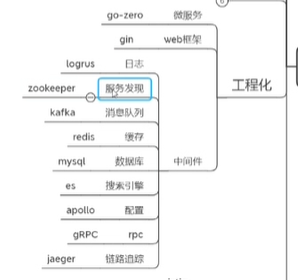 6
go-zero 微服务
gin web框架
工程化
logrus 日志
zookeeper 服务发现
kafka 消息队列
redis 缓存
mysql 数据库 中间件
es 搜索引擎
apollo 配置
gRPC rpc
jaeger 链路追踪